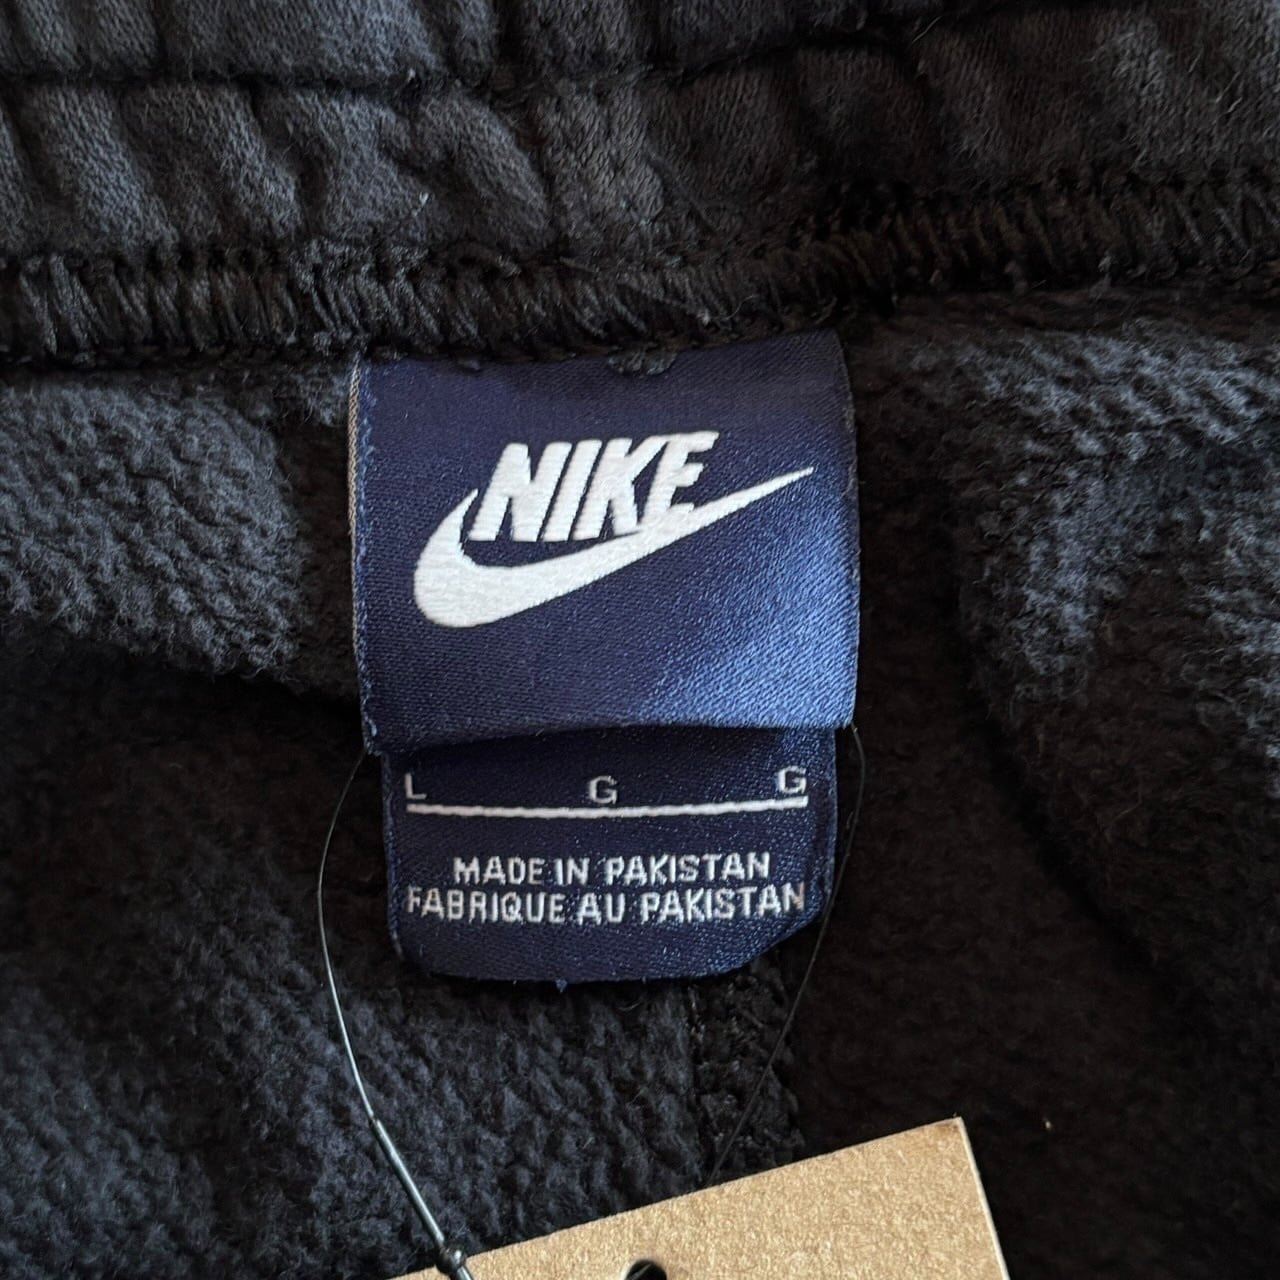 NIKE
L G G
MADE IN PAKISTAN
FABRIQUE AU PAKISTAN